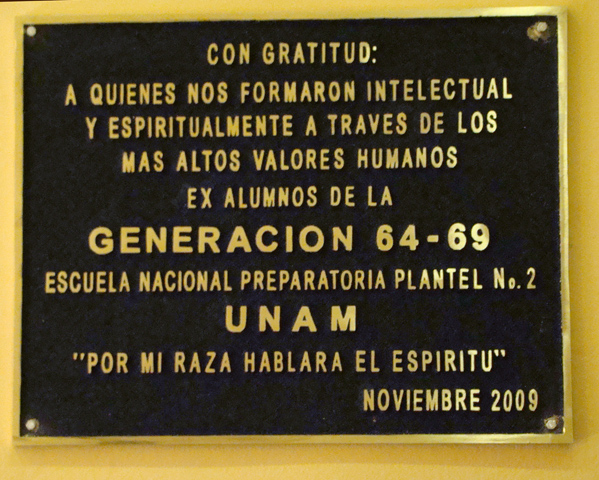 CON GRATITUD:
A QUIENES NOS FORMARON INTELECTUAL
Y ESPIRITUALMENTE A TRAVES DE LOS
MAS ALTOS VALORES HUMANOS
EX ALUMNOS DE LA
GENERACION 64-69
ESCUELA NACIONAL PREPARATORIA PLANTEL No. 2
UNAM
"POR MI RAZA HABLARA EL ESPIRITU"
NOVIEMBRE 2009